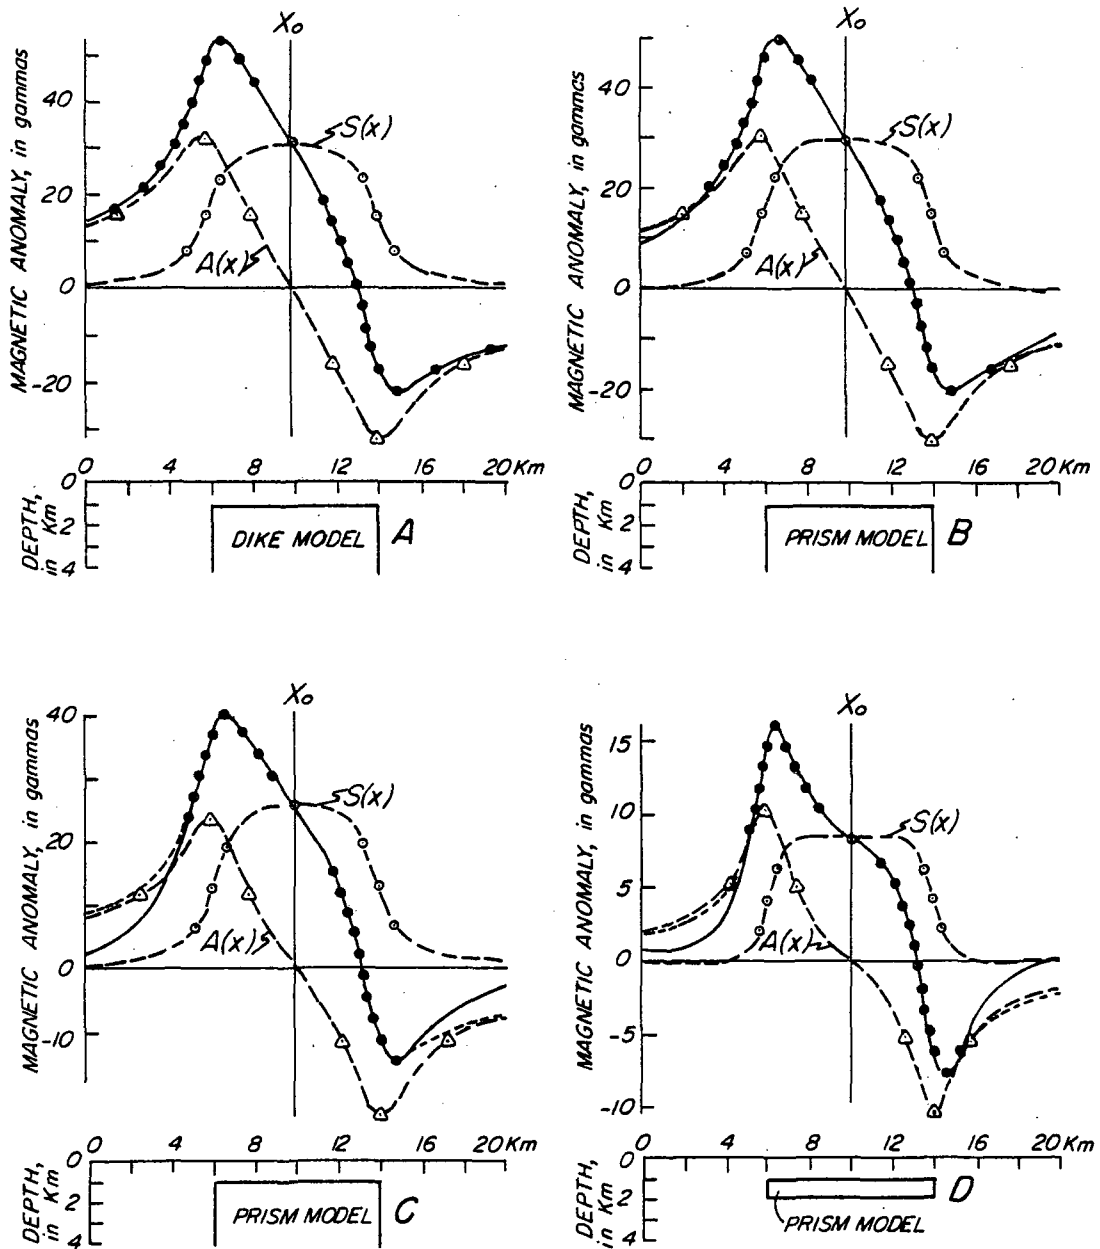 Xo
MAGNETIC ANOMALY, in gammas
40
20
0
-20
S(x)
A(x)
0 4 8 12 16 20 Km
DEPTH, in Km
0
2
4
DIKE MODEL
A
Xo
MAGNETIC ANOMALY, in gammas
40
20
0
-20
S(x)
A(x)
0 4 8 12 16 20 Km
DEPTH, in Km
0
2
4
PRISM MODEL
B
Xo
MAGNETIC ANOMALY, in gammas
40
20
0
-10
S(x)
A(x)
0 4 8 12 16 20 Km
DEPTH, in Km
0
2
4
PRISM MODEL
C
Xo
MAGNETIC ANOMALY, in gammas
15
10
5
0
-5
-10
S(x)
A(x)
0 4 8 12 16 20 Km
DEPTH, in Km
0
2
4
PRISM MODEL
D